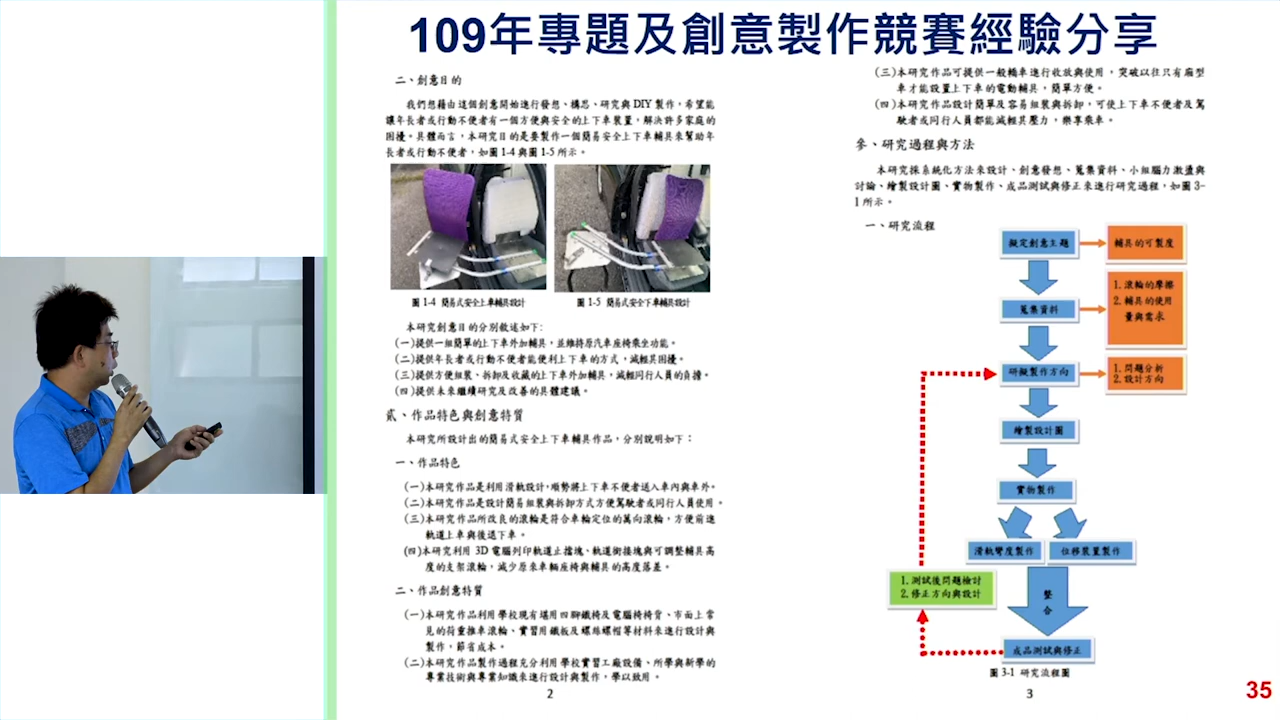 109年專題及創意製作競賽經驗分享
二、創意目的
我們想藉由這個創意開始進行發想、構思、研究與DIY製作,希望能
讓年長者或行動不便者有一個方便與安全的上下車裝置,解決許多家庭的
困擾。具體而言,本研究目的是要製作一個簡易安全上下車輔具來幫助年
長者或行動不便者,如圖1-4與圖1-5所示。
圖 1-4 簡易式安全上車輔具設計
圖 1-5 簡易式安全下車輔具設計
本研究創意目的分別敘述如下:
(一)提供一組簡單的上下車外加輔具,並維持原汽車座椅乘坐功能。
(二)提供年長者或行動不便者能便利上下車的方式,減輕其困擾。
(三)提供方便組裝、拆卸及收藏的上下車外加輔具,減輕同行人員的負擔。
(四)提供未來繼續研究及改善的具體建議。
貳、作品特色與創意特質
本研究所設計出的簡易式安全上下車輔具作品,分別說明如下:
一、作品特色
(一)本研究作品是利用滑軌設計,順勢將上下車不便者送入車內與車外。
(二)本研究作品是設計簡易組裝與拆卸方式方便駕駛者或同行人員使用。
(三)本研究作品所改良的滾輪是符合車輪定位的萬向滾輪,方便前進
軌道上車與後退下車。
(四)本研究利用 3D 電腦列印軌道止擋塊、軌道銜接塊與可調整輔具高
度的支架滾輪,減少原來車輛座椅與輔具的高度落差。
二、作品創意特質
(一)本研究作品利用學校現有堪用四腳鐵椅及電腦椅椅背、市面上常
見的荷重推車滾輪、實習用鐵板及螺絲螺帽等材料來進行設計與
製作,節省成本。
(二)本研究作品製作過程充分利用學校實習工廠設備、所學與新學的
專業技術與專業知識來進行設計與製作,學以致用。
2
(三)本研究作品可提供一般轎車進行收放與使用,突破以往只有廂型
車才能設置上下車的電動輔具,簡單方便。
(四)本研究作品設計簡單及容易組裝與拆卸,可使上下車不便者及駕
駛者或同行人員都能減輕其壓力,樂享乘車。
參、研究過程與方法
本研究採系統化方法來設計、創意發想、蒐集資料、小組腦力激盪與
討論、繪製設計圖、實物製作、成品測試與修正來進行研究過程,如圖3-
1所示。
一、研究流程
擬定創意主題
輔具的可製度
蒐集資料
1. 滾輪的摩擦
2. 輔具的使用
量與需求
研擬製作方向
1. 問題分析
2. 設計方向
繪製設計圖
實物製作
滑軌彎度製作
位移裝置製作
1. 測試後問題檢討
2. 修正方向與設計
整
合
成品測試與修正
圖 3-1 研究流程圖
3
35